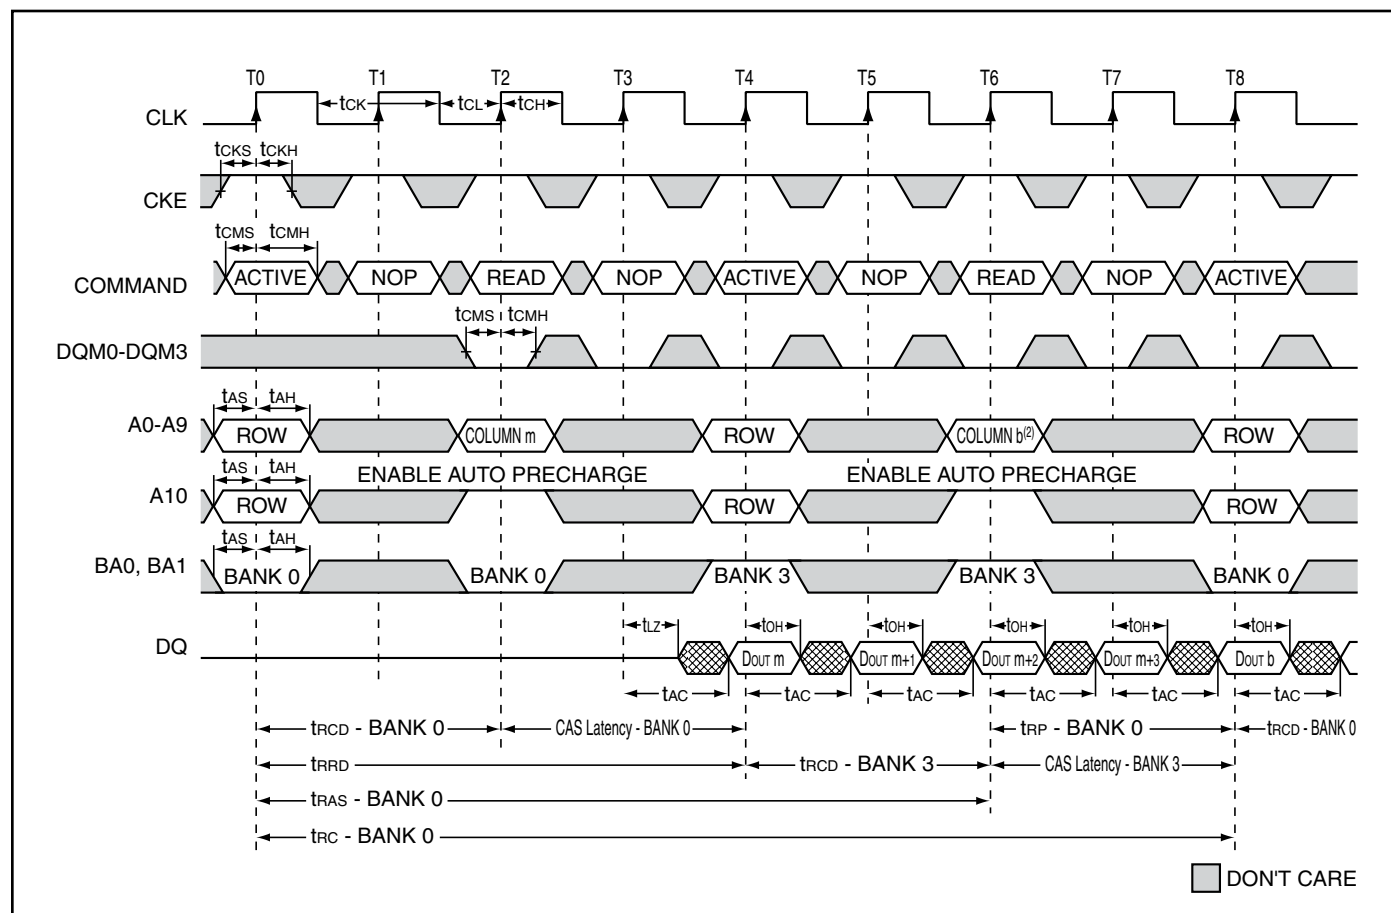 T0 T1 T2 T3 T4 T5 T6 T7 T8
CLK tCK tCL tCH
tCKS tCKH
CKE
tCMS tCMH
COMMAND ACTIVE NOP READ NOP ACTIVE NOP READ NOP ACTIVE
tCMS tCMH
DQM0-DQM3
tAS tAH
A0-A9 ROW COLUMN m ROW COLUMN b(2) ROW
tAS tAH ENABLE AUTO PRECHARGE ENABLE AUTO PRECHARGE
A10 ROW ROW ROW
tAS tAH
BA0, BA1 BANK 0 BANK 0 BANK 3 BANK 3 BANK 0
tLZ tOH tOH tOH tOH tOH
DQ DOUT m DOUT m+1 DOUT m+2 DOUT m+3 DOUT b
tAC tAC tAC tAC tAC tAC
tRCD - BANK 0 CAS Latency - BANK 0 tRP - BANK 0 tRCD - BANK 0
tRRD tRCD - BANK 3 CAS Latency - BANK 3
tRAS - BANK 0
tRC - BANK 0
DON'T CARE